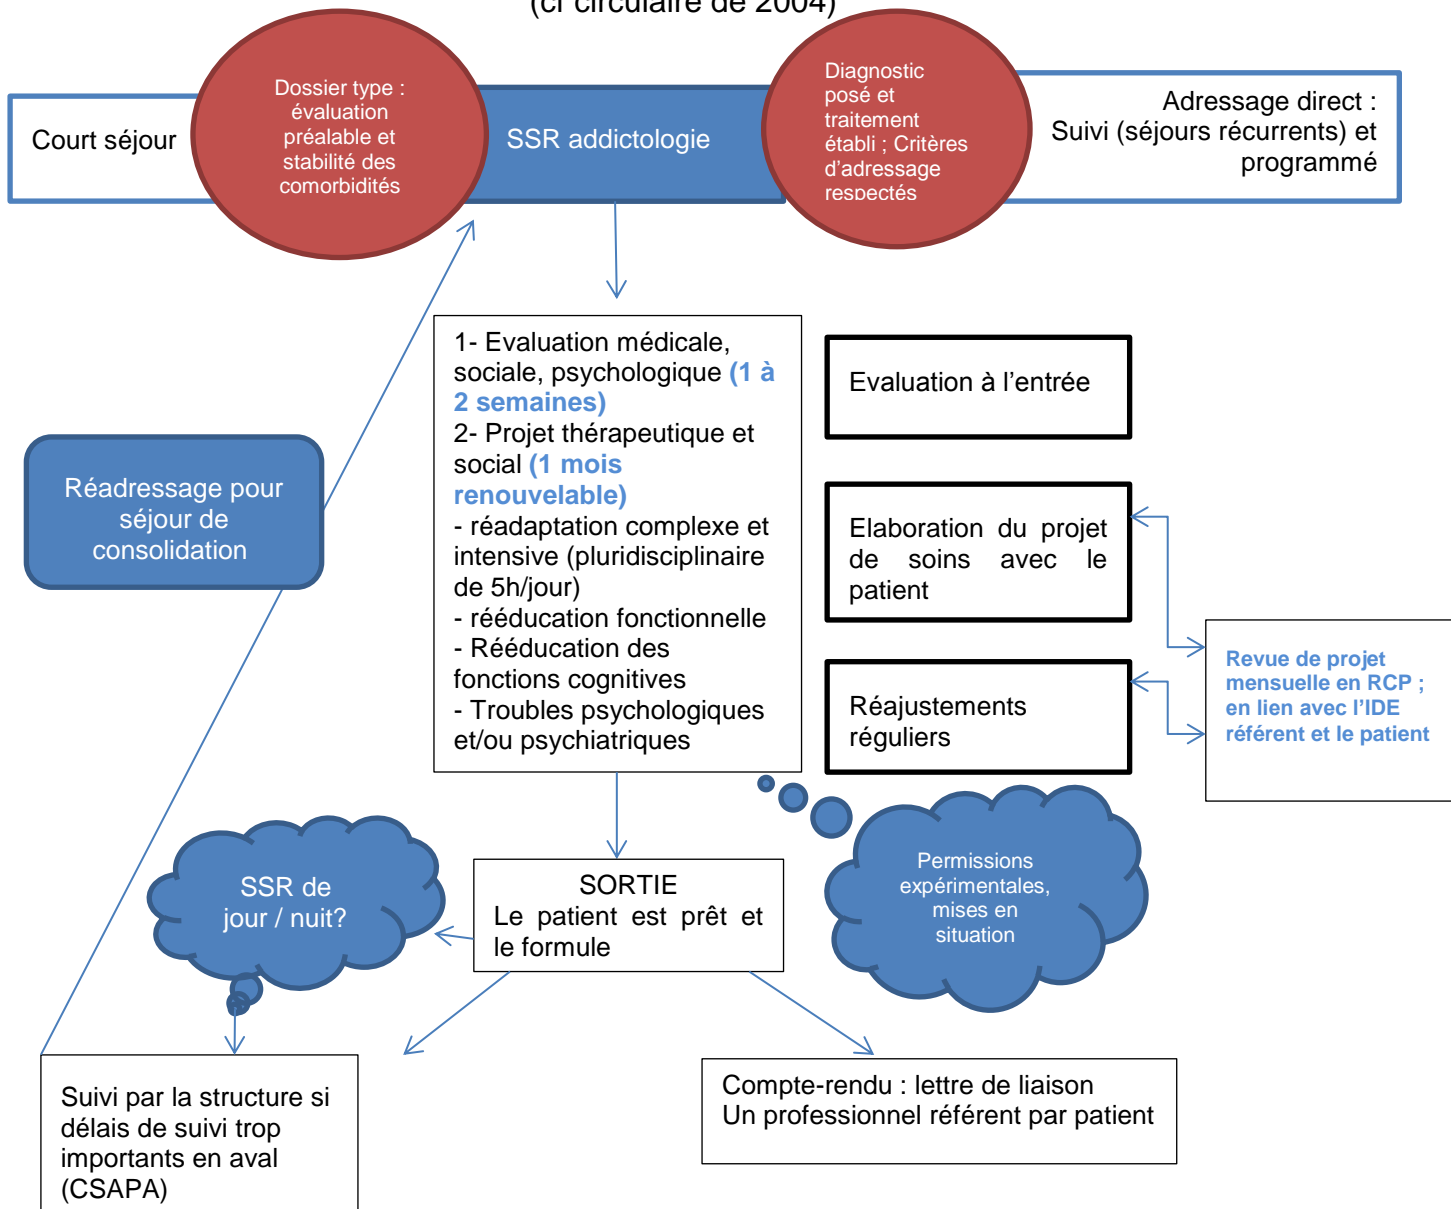 (cf circulaire de 2004)
Court séjour
Dossier type :
évaluation
préalable et
stabilité des
comorbidités
SSR addictologie
Diagnostic
posé et
traitement
établi ; Critères
d'adressage
respectés
Adressage direct :
Suivi (séjours récurrents) et
programmé
1- Evaluation médicale,
sociale, psychologique (1 à
2 semaines)
2- Projet thérapeutique et
social (1 mois
renouvelable)
- réadaptation complexe et
intensive (pluridisciplinaire
de 5h/jour)
- rééducation fonctionnelle
- Rééducation des
fonctions cognitives
- Troubles psychologiques
et/ou psychiatriques
Evaluation à l'entrée
Réadressage pour
séjour de
consolidation
Elaboration du projet
de soins avec le
patient
Réajustements
réguliers
Revue de projet
mensuelle en RCP ;
en lien avec l'IDE
référent et le patient
SSR de
jour / nuit?
SORTIE
Le patient est prêt et
le formule
Permissions
expérimentales,
mises en
situation
Suivi par la structure si
délais de suivi trop
importants en aval
(CSAPA)
Compte-rendu : lettre de liaison
Un professionnel référent par patient